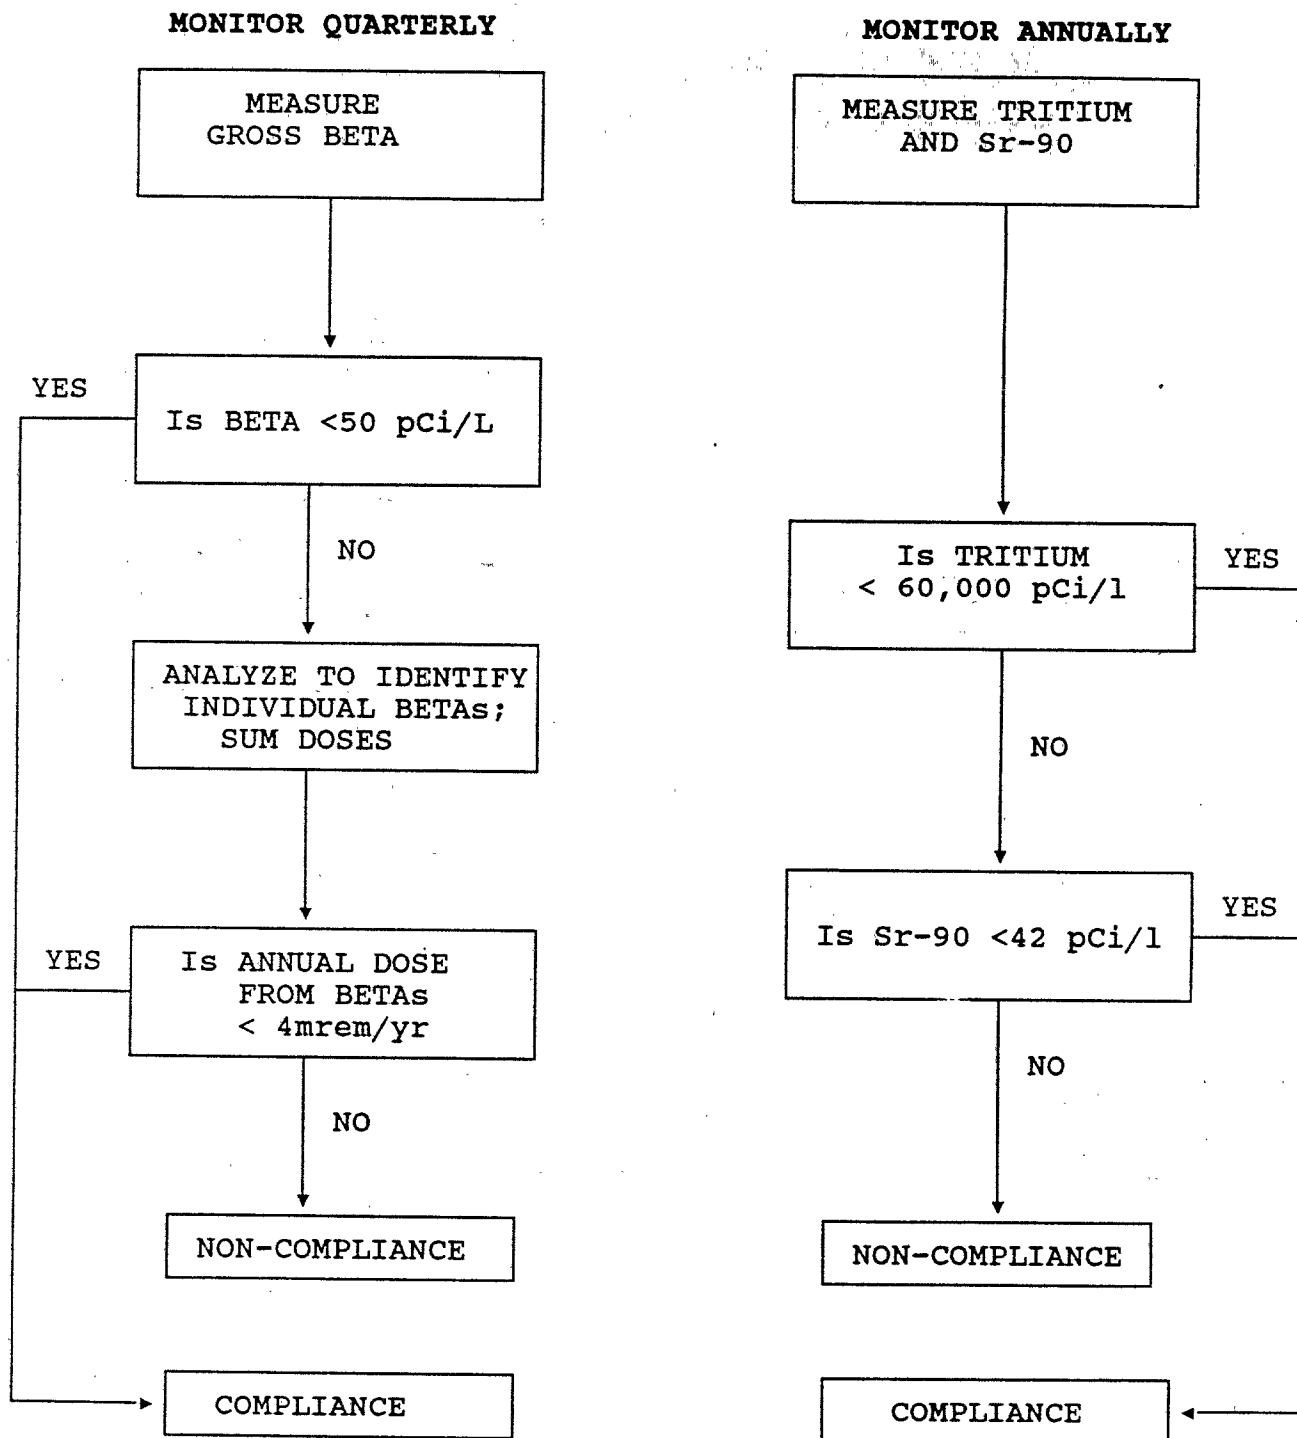 MONITOR QUARTERLY
MEASURE
GROSS BETA
YES
Is BETA <50 pCi/L
NO
ANALYZE TO IDENTIFY
INDIVIDUAL BETAs;
SUM DOSES
YES
Is ANNUAL DOSE
FROM BETAs
< 4mrem/yr
NO
NON-COMPLIANCE
COMPLIANCE
MONITOR ANNUALLY
MEASURE TRITIUM
AND Sr-90
Is TRITIUM
< 60,000 pCi/l
YES
NO
Is Sr-90 <42 pCi/l
YES
NO
NON-COMPLIANCE
COMPLIANCE